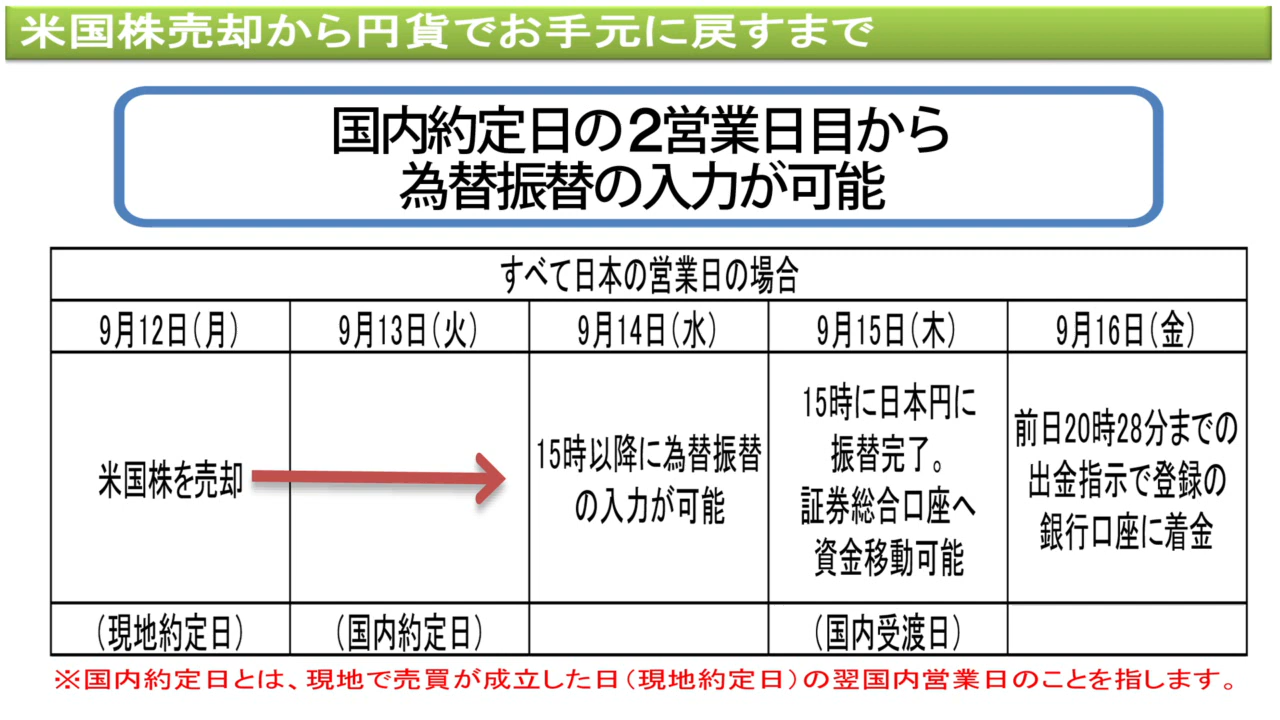 米国株売却から円貨でお手元に戻すまで
国内約定日の2営業日目から
為替振替の入力が可能
すべて日本の営業日の場合
9月12日(月)
9月13日(火)
9月14日(水)
9月15日(木)
9月16日(金)
米国株を売却
15時以降に為替振替
の入力が可能
15時に日本円に
振替完了。
証券総合口座へ
資金移動可能
前日20時28分までの
出金指示で登録の
銀行口座に着金
(現地約定日)
(国内約定日)
(国内受渡日)
※国内約定日とは、現地で売買が成立した日(現地約定日)の翌国内営業日のことを指します。